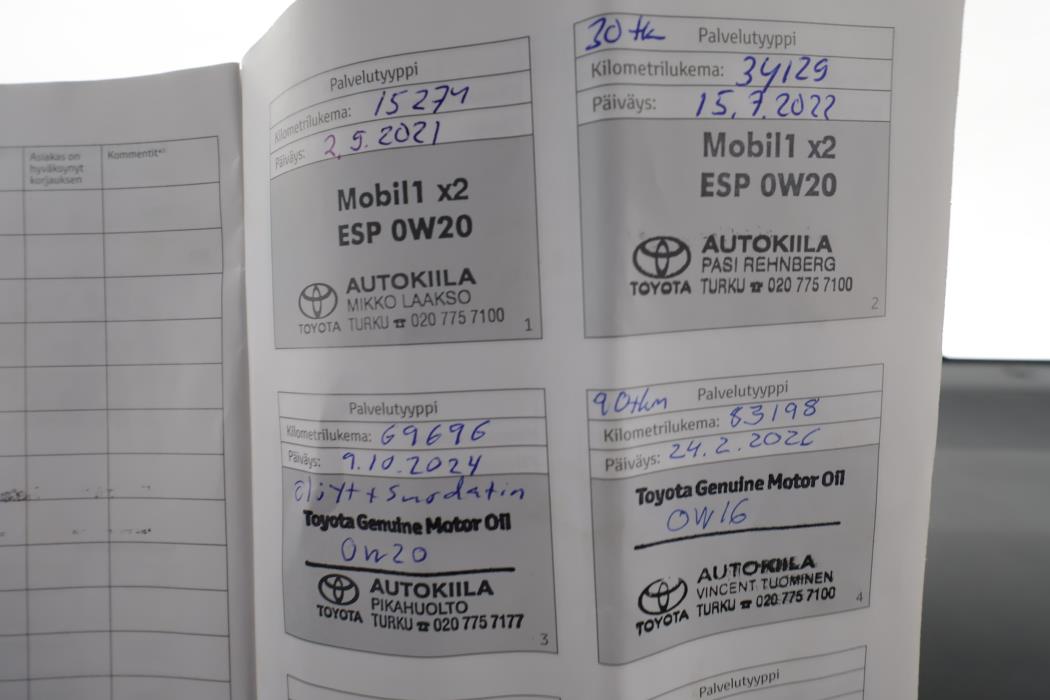 Asiakas on
hyväksynyt
korjauksen
Kommentit
Palvelutyyppi
Kilometrilukema: 15274
Päiväys: 2.9.2021
Mobil1 x2
ESP 0W20
AUTOKIILA
MIKKO LAAKSO
TOYOTA TURKU ☎ 020 775 7100
1
30 tkm Palvelutyyppi
Kilometrilukema: 34129
Päiväys: 15.7.2022
Mobil1 x2
ESP 0W20
AUTOKIILA
PASI REHNBERG
TOYOTA TURKU ☎ 020 775 7100
2
Palvelutyyppi
Kilometrilukema: 69696
Päiväys: 9.10.2024
öljyt + suodatin
Toyota Genuine Motor Oil
0W20
AUTOKIILA
PIKAHUOLTO
TOYOTA TURKU ☎ 020 775 7177
3
90tkm Palvelutyyppi
Kilometrilukema: 83198
Päiväys: 24.2.2026
Toyota Genuine Motor Oil
0W16
AUTOKIILA
VINCENT TUOMINEN
TOYOTA TURKU ☎ 020 775 7100
4
Palvelutyyppi
Palvelutyyppi